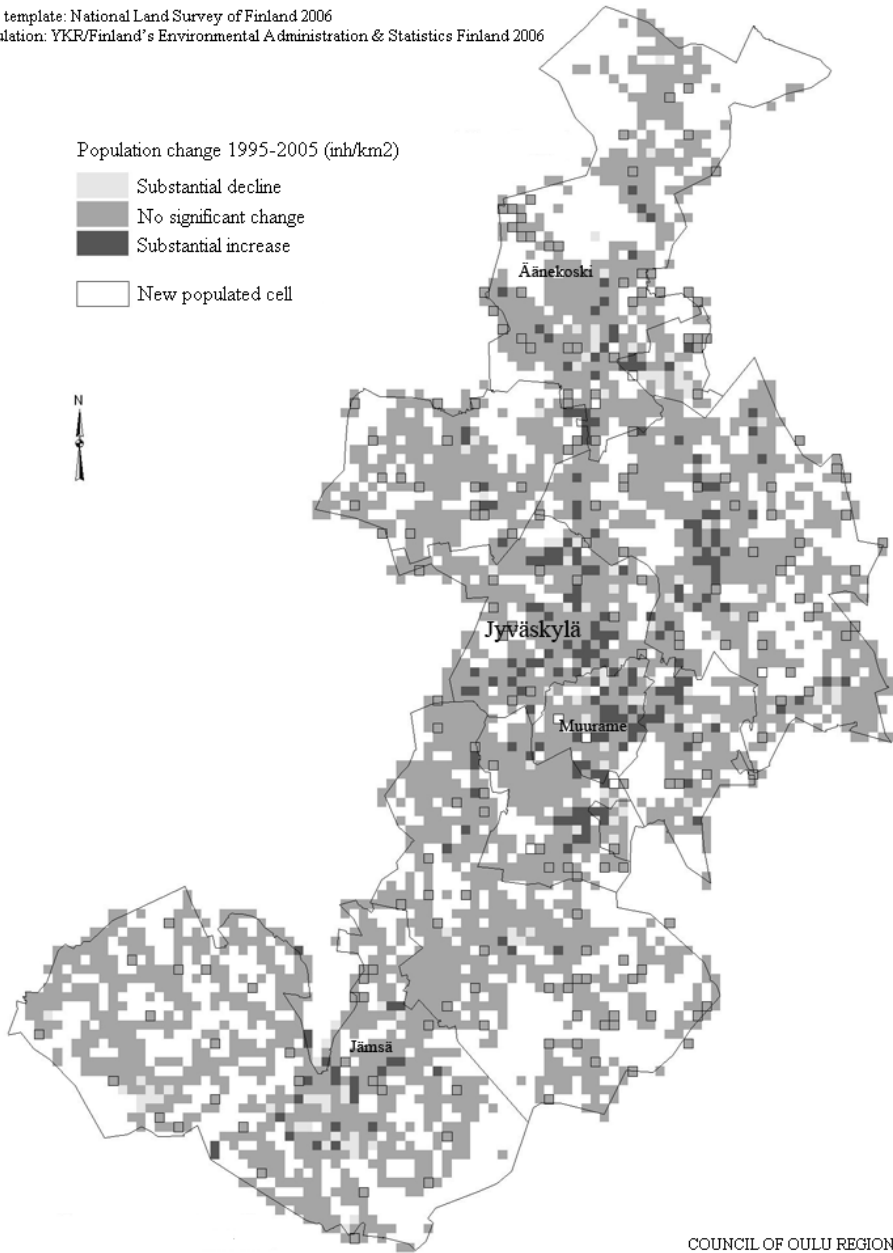 template: National Land Survey of Finland 2006
ulation: YKR/Finland's Environmental Administration & Statistics Finland 2006
Population change 1995-2005 (inh/km2)
Substantial decline
No significant change
Substantial increase
New populated cell
N
Äänekoski
Jyväskylä
Muurame
Jämsä
COUNCIL OF OULU REGION